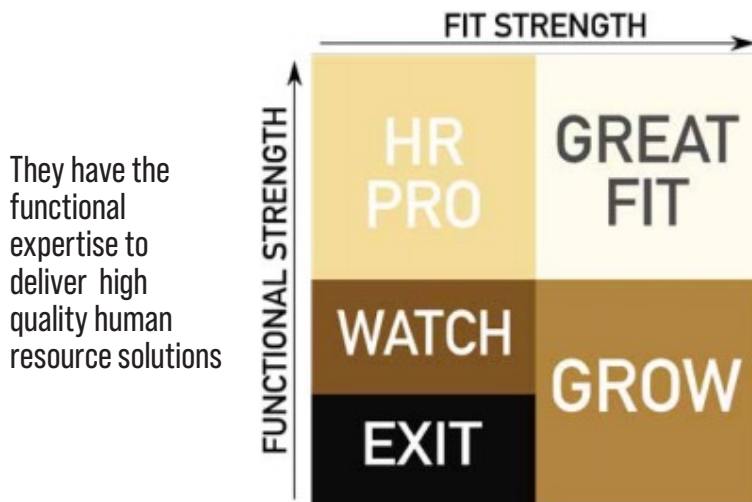 FIT STRENGTH
FUNCTIONAL STRENGTH
They have the
functional
expertise to
deliver high
quality human
resource solutions
HR
PRO
GREAT
FIT
WATCH
GROW
EXIT